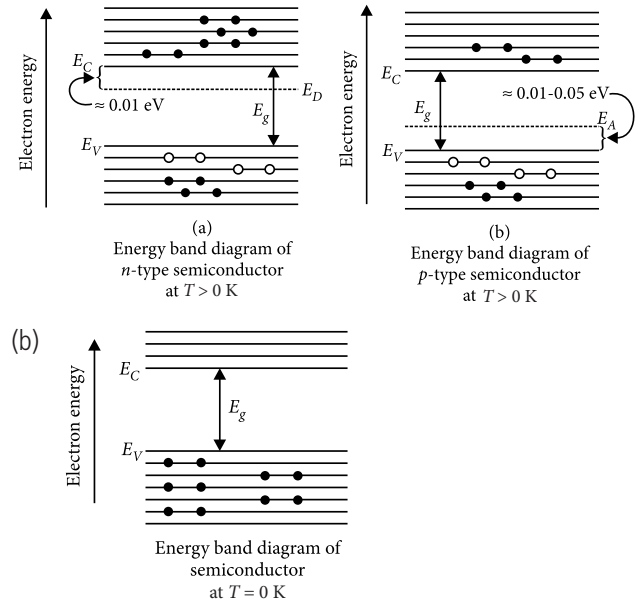 Electron energy
E_C
≈ 0.01 eV
E_D
E_g
E_V
(a)
Energy band diagram of
n-type semiconductor
at T > 0 K
Electron energy
E_C
≈ 0.01-0.05 eV
E_g
E_A
E_V
(b)
Energy band diagram of
p-type semiconductor
at T > 0 K
(b)
Electron energy
E_C
E_g
E_V
Energy band diagram of
semiconductor
at T = 0 K